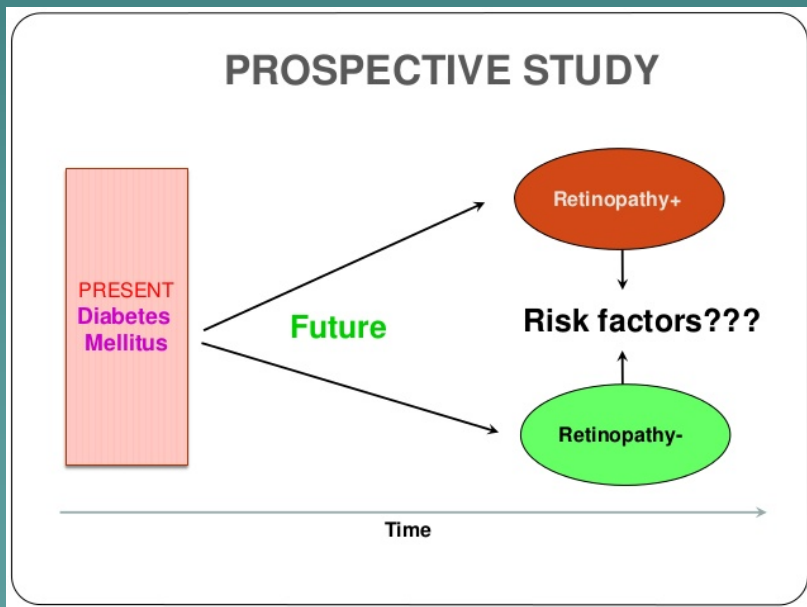 PROSPECTIVE STUDY
Retinopathy+
PRESENT
Diabetes
Mellitus
Future
Risk factors???
Retinopathy-
Time